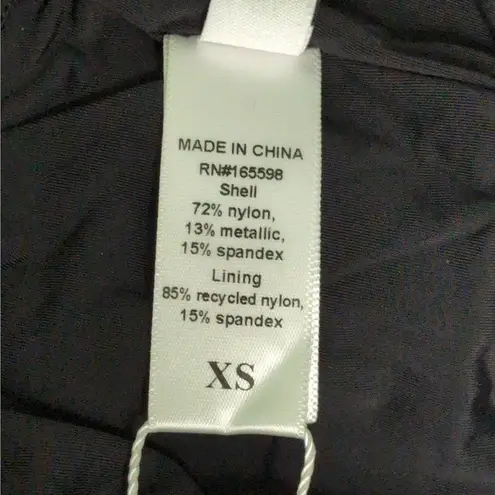 MADE IN CHINA
RN#165598
Shell
72% nylon,
13% metallic,
15% spandex
Lining
85% recycled nylon,
15% spandex
XS